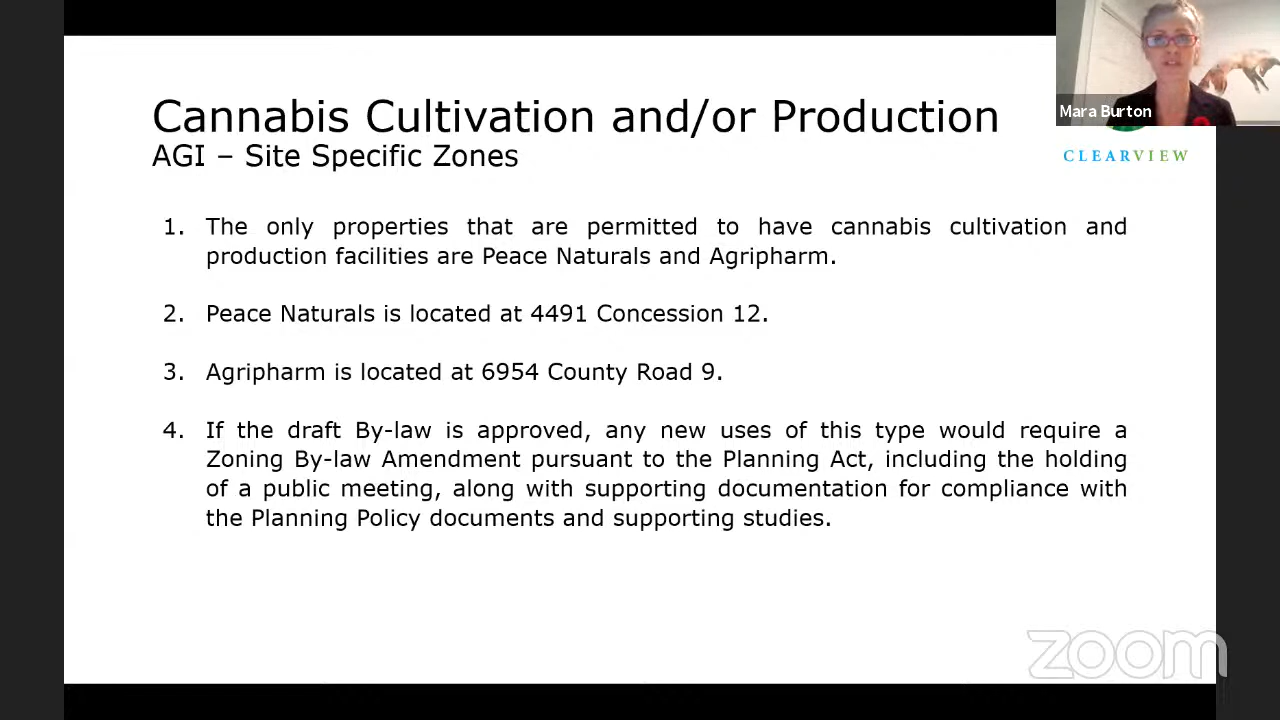 Cannabis Cultivation and/or Production
AGI – Site Specific Zones
Mara Burton
CLEARVIEW
1. The only properties that are permitted to have cannabis cultivation and
production facilities are Peace Naturals and Agripharm.
2. Peace Naturals is located at 4491 Concession 12.
3. Agripharm is located at 6954 County Road 9.
4. If the draft By-law is approved, any new uses of this type would require a
Zoning By-law Amendment pursuant to the Planning Act, including the holding
of a public meeting, along with supporting documentation for compliance with
the Planning Policy documents and supporting studies.
zoom